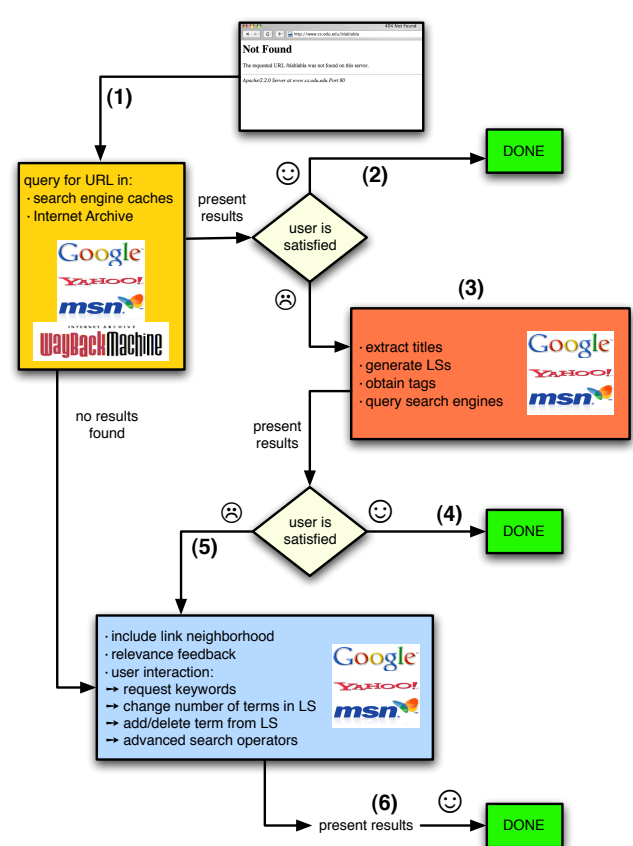 404 Not Found
http://www.cs.edu.edu/blablabla
Not Found
The requested URL /blablabla was not found on this server.
Apache/2.2.0 Server at www.cs.edu.edu Port 80
(1)
query for URL in:
· search engine caches
· Internet Archive
Google™
YAHOO!
msn
INTERNET ARCHIVE
WayBackMachine
present
results
user is
satisfied
(2)
DONE
(3)
· extract titles
· generate LSs
· obtain tags
· query search engines
Google™
YAHOO!
msn
no results
found
present
results
user is
satisfied
(4)
DONE
(5)
· include link neighborhood
· relevance feedback
· user interaction:
→ request keywords
→ change number of terms in LS
→ add/delete term from LS
→ advanced search operators
Google
YAHOO!
msn
(6)
present results
DONE